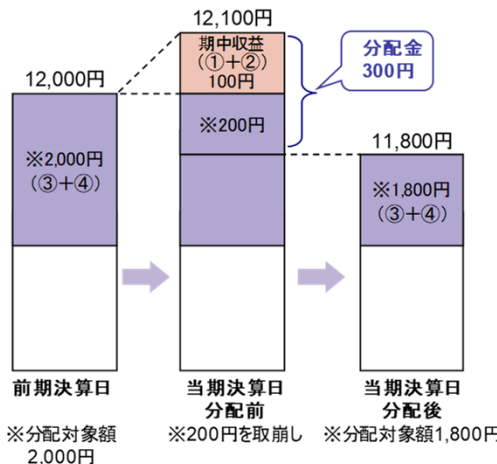 12,100円
期中収益
(①+②)
100円
分配金
300円
12,000円
※200円
11,800円
※2,000円
(③+④)
※1,800円
(③+④)
前期決算日
当期決算日
分配前
当期決算日
分配後
※分配対象額
2,000円
※200円を取崩し
※分配対象額1,800円